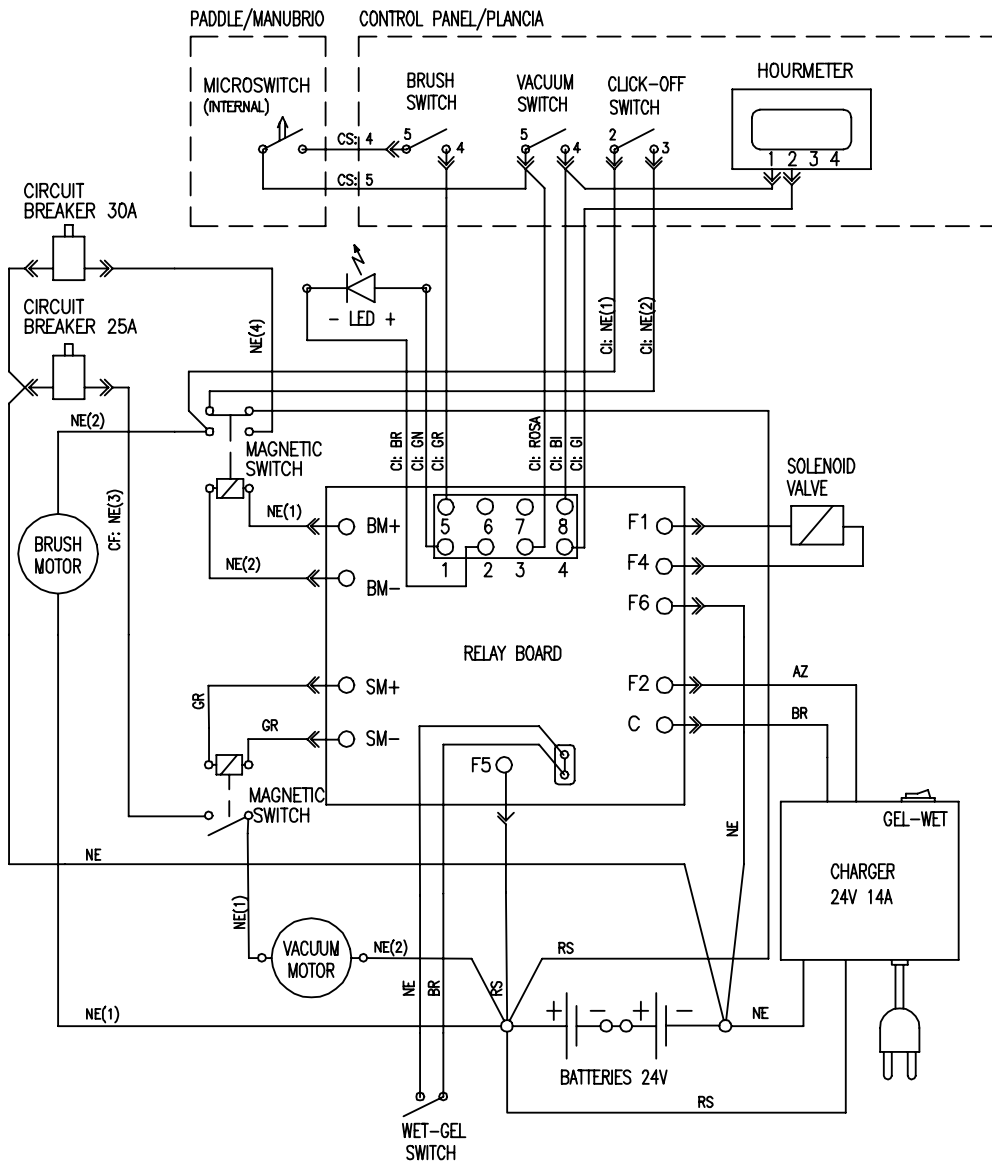 PADDLE/MANUBRIO
CONTROL PANEL/PLANCIA
MICROSWITCH
(INTERNAL)
BRUSH
SWITCH
VACUUM
SWITCH
CLICK-OFF
SWITCH
HOURMETER
5
4
5
4
2
3
1 2 3 4
CS: 4
CS: 5
CIRCUIT
BREAKER 30A
CIRCUIT
BREAKER 25A
- LED +
NE(4)
CI: NE(1)
CI: NE(2)
NE(2)
MAGNETIC
SWITCH
CI: BR
CI: GN
CI: GR
CI: ROSA
CI: BI
CI: GI
SOLENOID
VALVE
CF: NE(3)
NE(1)
BM+
5 6 7 8
F1
BRUSH
MOTOR
NE(2)
BM-
1 2 3 4
F4
F6
RELAY BOARD
GR
SM+
F2
AZ
GR
SM-
C
BR
F5
MAGNETIC
SWITCH
NE
GEL-WET
NE
CHARGER
24V 14A
NE(1)
VACUUM
MOTOR
NE(2)
NE
BR
RS
RS
NE(1)
+ - + -
NE
BATTERIES 24V
RS
WET-GEL
SWITCH